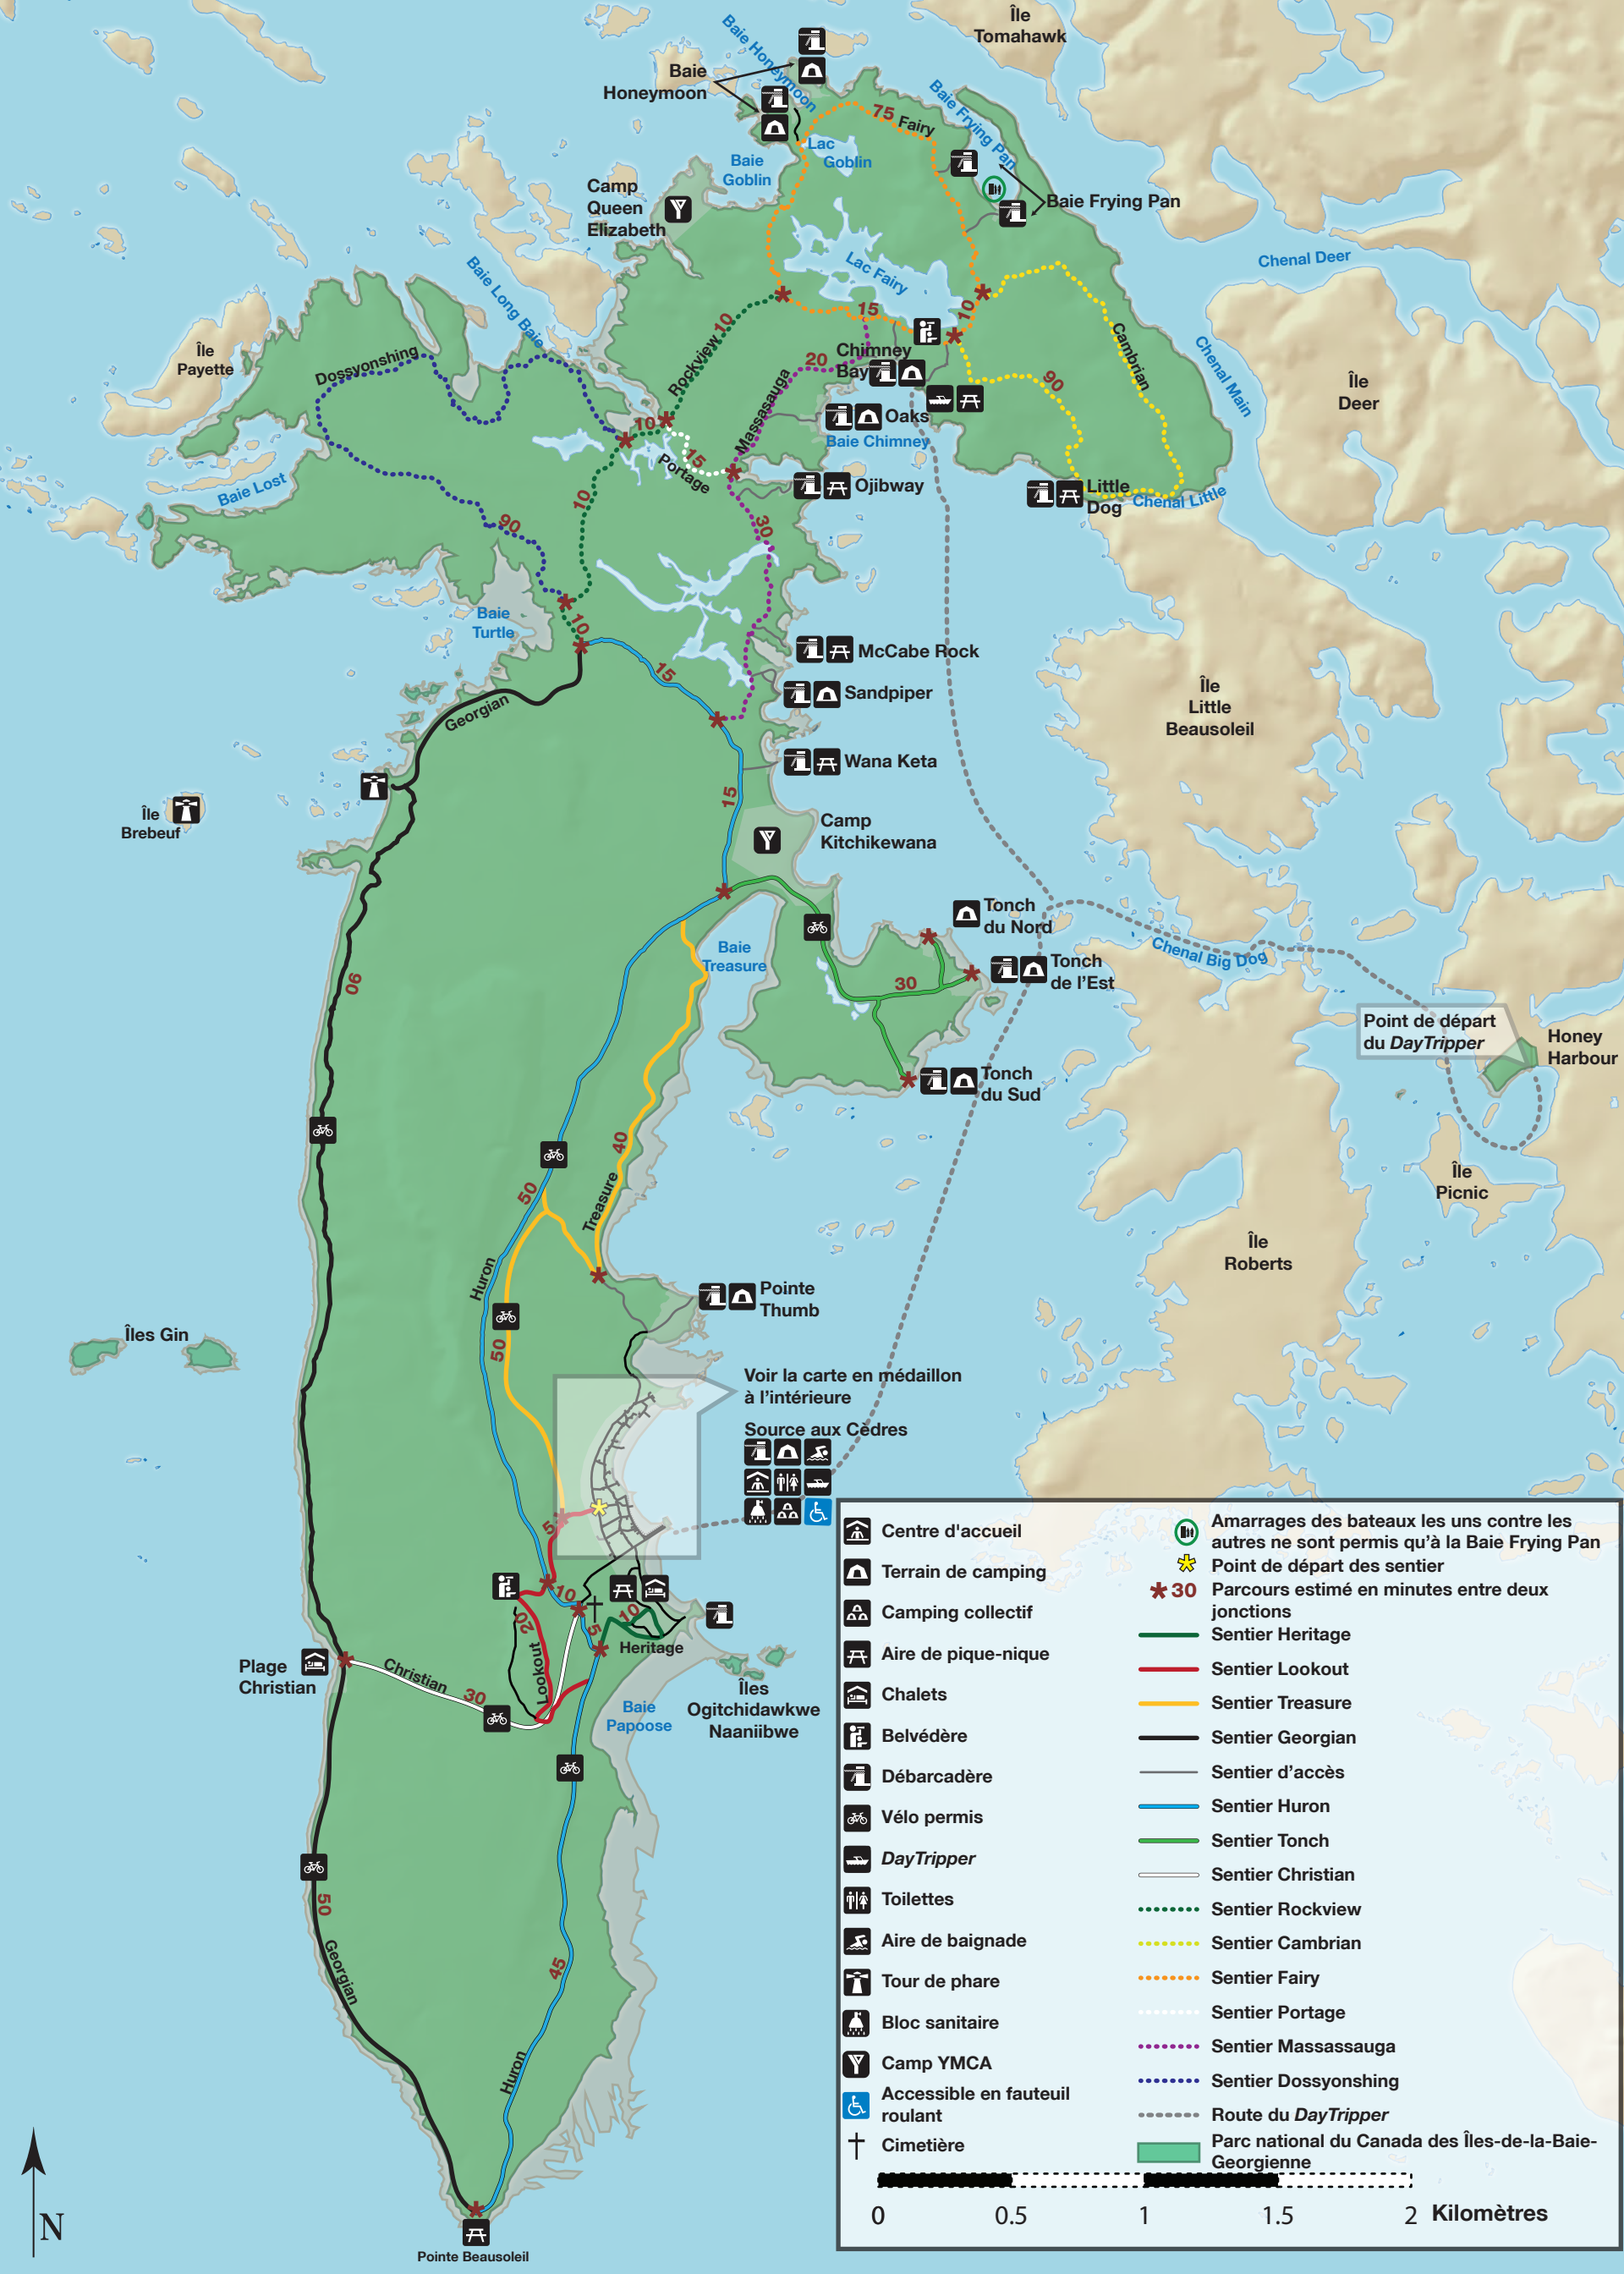 Île
Tomahawk
Baie Honeymoon
Baie
Honeymoon
Baie Frying Pan
75
Fairy
Lac
Goblin
Baie
Goblin
Camp
Queen
Elizabeth
Baie Frying Pan
Lac Fairy
Chenal Deer
Baie Long Baie
10
15
Rockview
10
Île
Payette
Dossyonshing
20
Chimney
Bay
Cambrian
Chenal Main
Île
Deer
90
Massasauga
Oaks
Baie Chimney
10
15
Portage
Ojibway
Little
Dog
Chenal Little
Baie Lost
10
90
30
Baie
Turtle
10
McCabe Rock
15
Sandpiper
Île
Little
Beausoleil
Georgian
Wana Keta
15
Île
Brebeuf
Camp
Kitchikewana
Tonch
du Nord
Baie
Treasure
Chenal Big Dog
Tonch
de l'Est
90
30
Point de départ
du DayTripper
Honey
Harbour
Tonch
du Sud
40
Île
Picnic
50
Treasure
Île
Roberts
Huron
Pointe
Thumb
Îles Gin
50
Voir la carte en médaillon
à l'intérieure
Source aux Cèdres
5
10
20
5
10
Heritage
Lookout
Plage
Christian
Christian
30
Îles
Ogitchidawkwe
Naaniibwe
Baie
Papoose
50
Georgian
45
Huron
N
Pointe Beausoleil
Centre d'accueil
Terrain de camping
Camping collectif
Aire de pique-nique
Chalets
Belvédère
Débarcadère
Vélo permis
DayTripper
Toilettes
Aire de baignade
Tour de phare
Bloc sanitaire
Camp YMCA
Accessible en fauteuil
roulant
Cimetière
Amarrages des bateaux les uns contre les
autres ne sont permis qu'à la Baie Frying Pan
Point de départ des sentier
30 Parcours estimé en minutes entre deux
jonctions
Sentier Heritage
Sentier Lookout
Sentier Treasure
Sentier Georgian
Sentier d'accès
Sentier Huron
Sentier Tonch
Sentier Christian
Sentier Rockview
Sentier Cambrian
Sentier Fairy
Sentier Portage
Sentier Massassauga
Sentier Dossyonshing
Route du DayTripper
Parc national du Canada des Îles-de-la-Baie-
Georgienne
0 0.5 1 1.5 2 Kilomètres